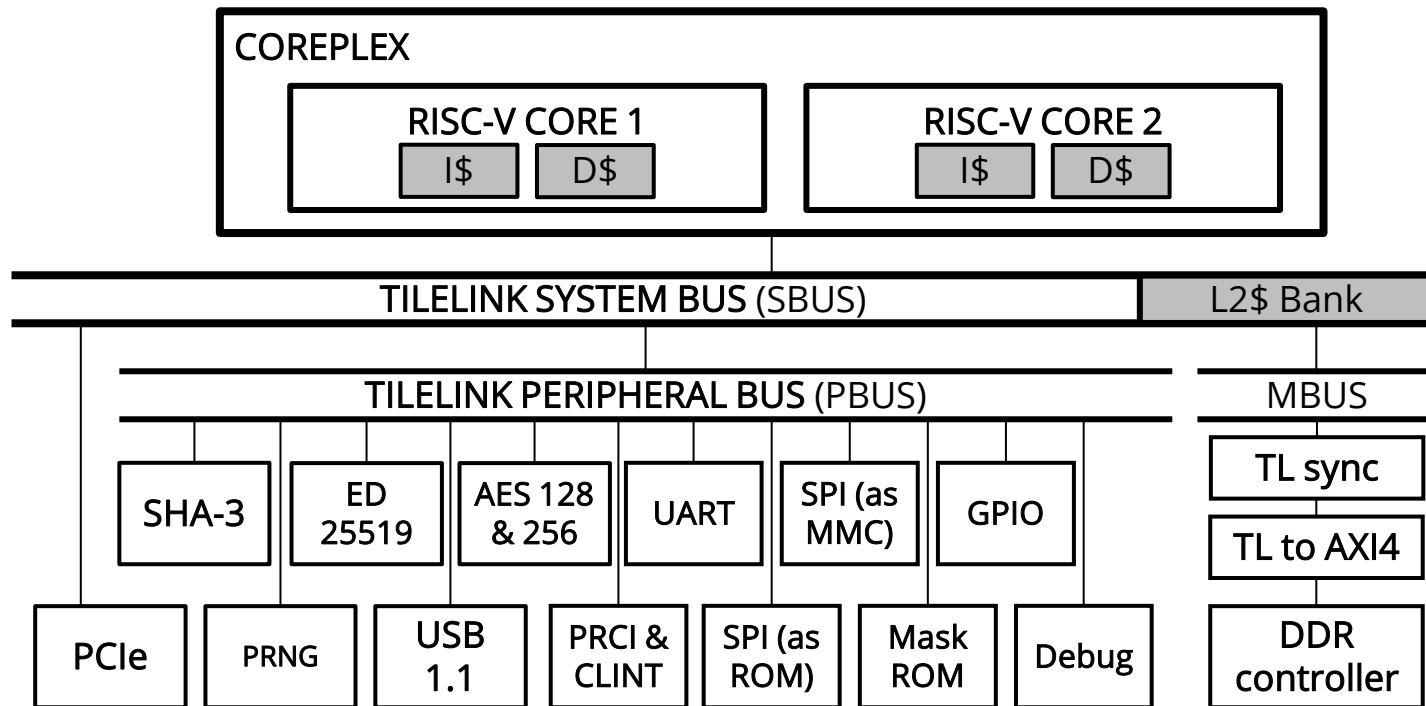 COREPLEX
RISC-V CORE 1
I$
D$
RISC-V CORE 2
I$
D$
TILELINK SYSTEM BUS (SBUS)
L2$ Bank
TILELINK PERIPHERAL BUS (PBUS)
MBUS
SHA-3
ED
25519
AES 128
& 256
UART
SPI (as
MMC)
GPIO
TL sync
TL to AXI4
PCIe
PRNG
USB
1.1
PRCI &
CLINT
SPI (as
ROM)
Mask
ROM
Debug
DDR
controller